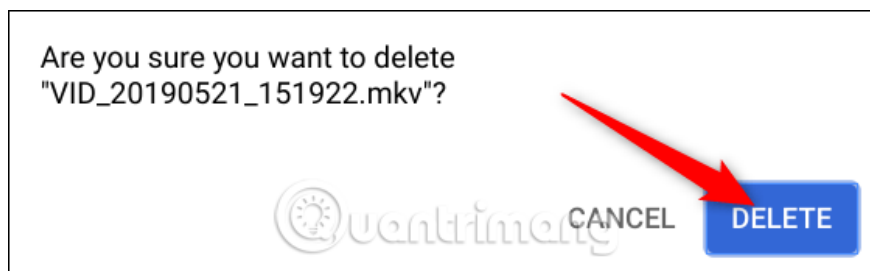 Are you sure you want to delete
"VID_20190521_151922.mkv"?
Quantrimang
CANCEL
DELETE